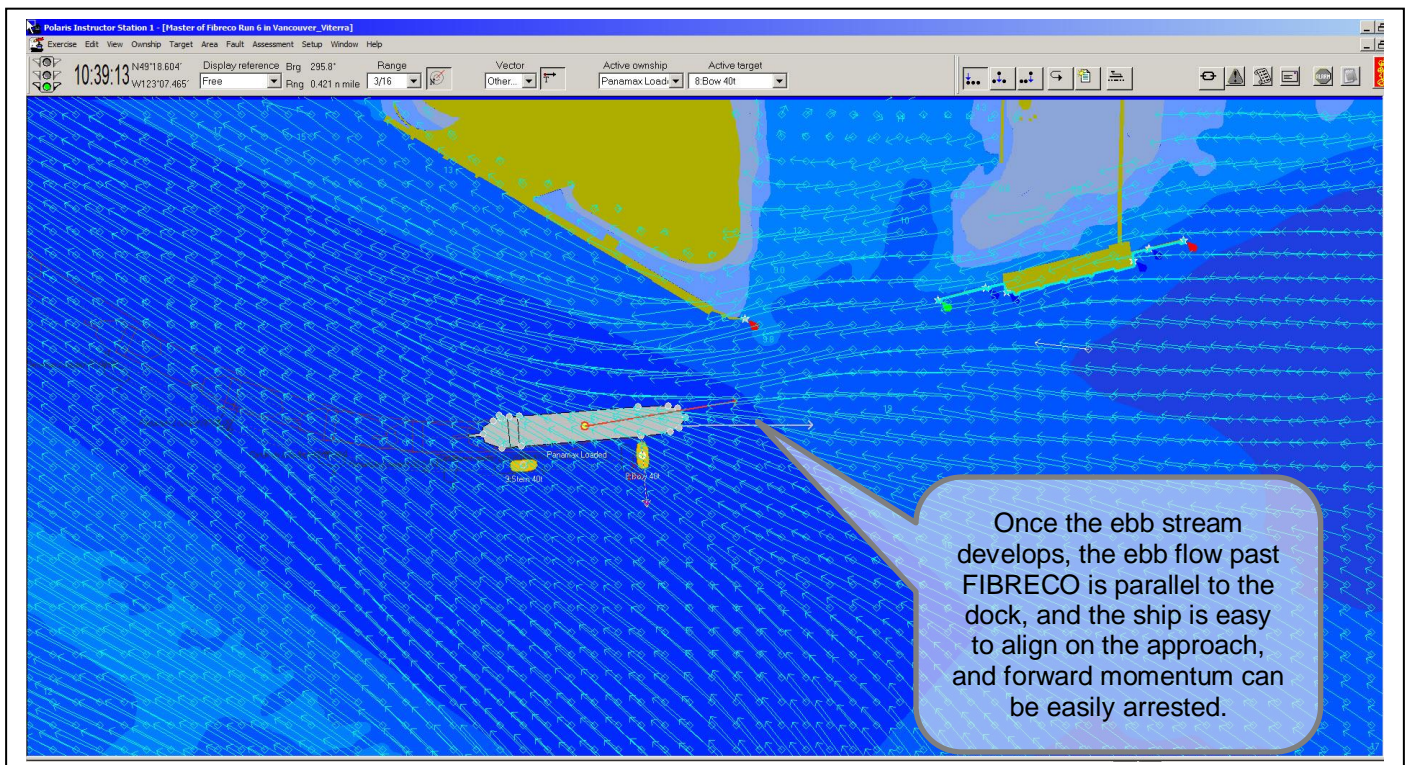 Polaris Instructor Station 1 - [Master of Fibreco Run 6 in Vancouver_Viterra]
Exercise Edit View Ownship Target Area Fault Assessment Setup Window Help
10:39:13
N49°18.604'
W123°07.465'
Display reference
Free
Brg 295.8°
Rng 0.421 n mile
Range
3/16
Vector
Other...
Active ownship
Panamax Load
Active target
8:Bow 40t
Panamax Loaded
9:Stern 40t
8:Bow 40t
Once the ebb stream
develops, the ebb flow past
FIBRECO is parallel to the
dock, and the ship is easy
to align on the approach,
and forward momentum can
be easily arrested.